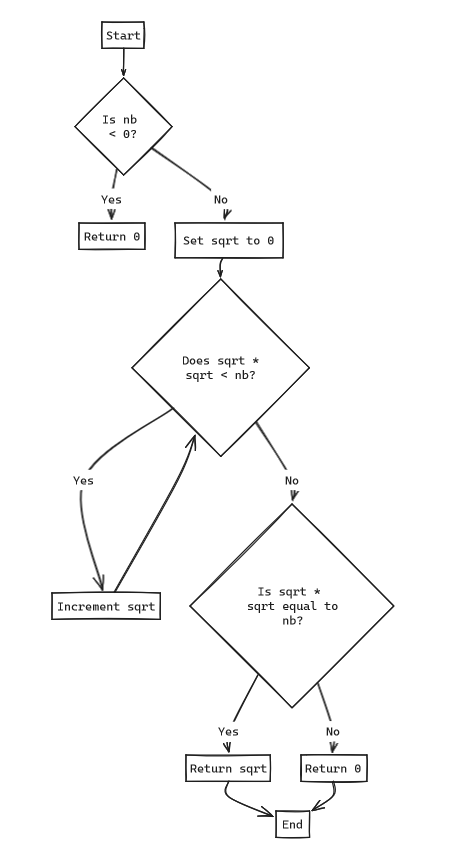 Start
Is nb
< 0?
Yes
No
Return 0
Set sqrt to 0
Does sqrt *
sqrt < nb?
Yes
No
Increment sqrt
Is sqrt *
sqrt equal to
nb?
Yes
No
Return sqrt
Return 0
End